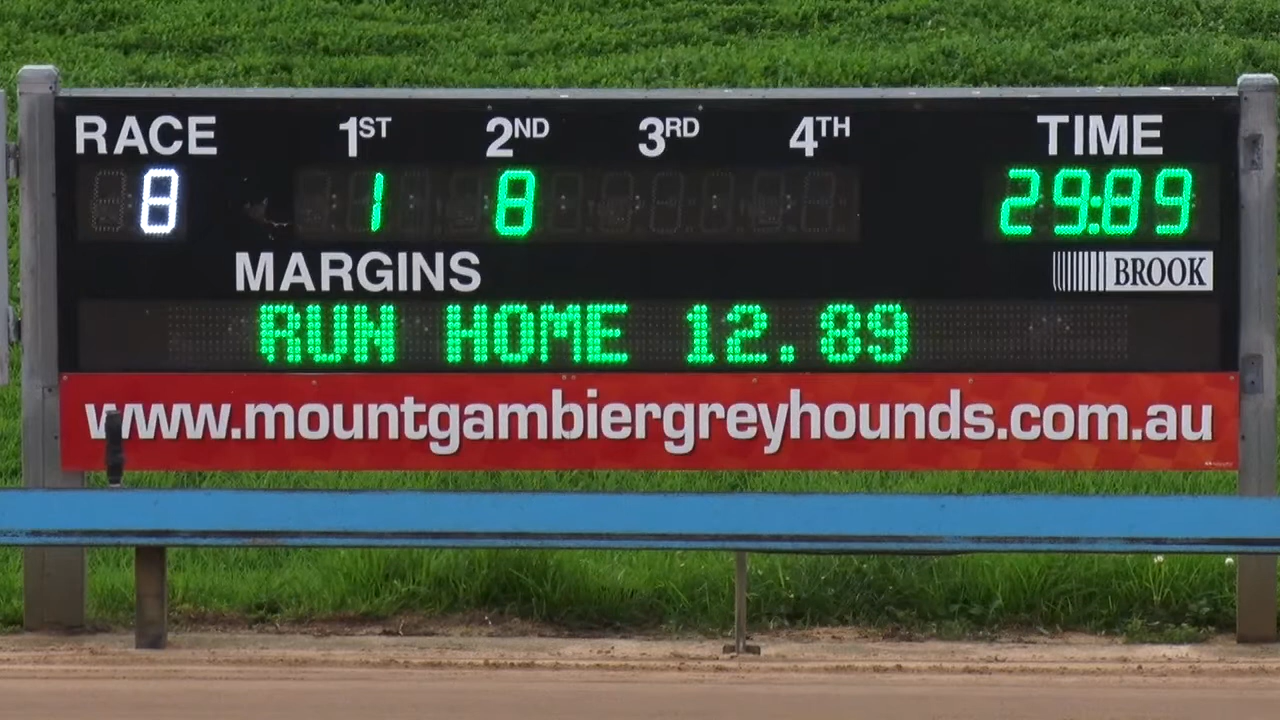 RACE 1ST 2ND 3RD 4TH TIME
8 1 8 29:89
MARGINS BROOK
RUN HOME 12.89
www.mountgambiergreyhounds.com.au